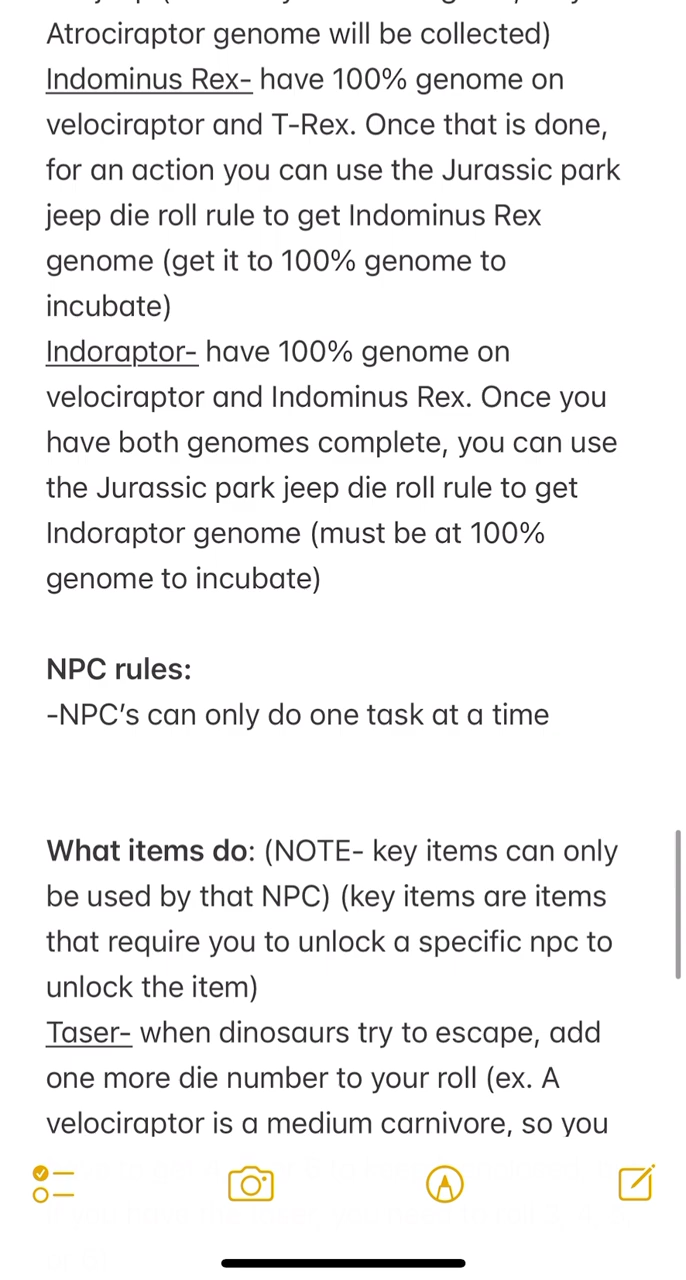 Atrociraptor genome will be collected)
Indominus Rex- have 100% genome on
velociraptor and T-Rex. Once that is done,
for an action you can use the Jurassic park
jeep die roll rule to get Indominus Rex
genome (get it to 100% genome to
incubate)
Indoraptor- have 100% genome on
velociraptor and Indominus Rex. Once you
have both genomes complete, you can use
the Jurassic park jeep die roll rule to get
Indoraptor genome (must be at 100%
genome to incubate)
NPC rules:
-NPC’s can only do one task at a time
What items do: (NOTE- key items can only
be used by that NPC) (key items are items
that require you to unlock a specific npc to
unlock the item)
Taser- when dinosaurs try to escape, add
one more die number to your roll (ex. A
velociraptor is a medium carnivore, so you